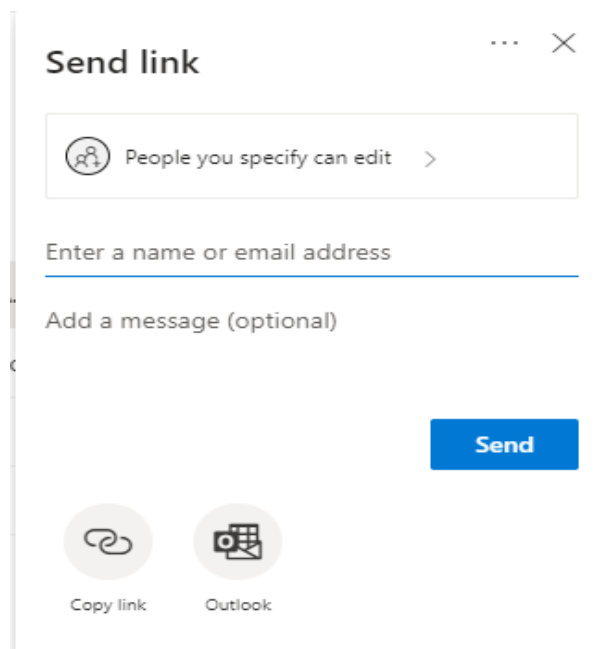 Send link
People you specify can edit
Enter a name or email address
Add a message (optional)
Send
Copy link
Outlook